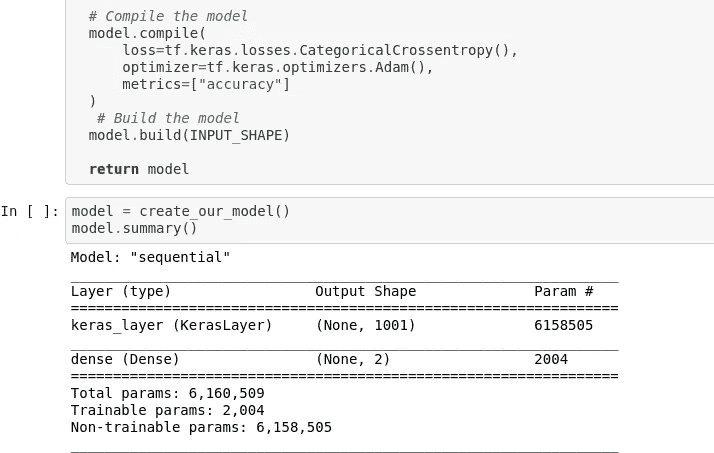 # Compile the model
model.compile(
loss=tf.keras.losses.CategoricalCrossentropy(),
optimizer=tf.keras.optimizers.Adam(),
metrics=["accuracy"]
)
# Build the model
model.build(INPUT_SHAPE)
return model
In [ ]: model = create_our_model()
model.summary()
Model: "sequential"
Layer (type) Output Shape Param #
keras_layer (KerasLayer) (None, 1001) 6158505
dense (Dense) (None, 2) 2004
Total params: 6,160,509
Trainable params: 2,004
Non-trainable params: 6,158,505